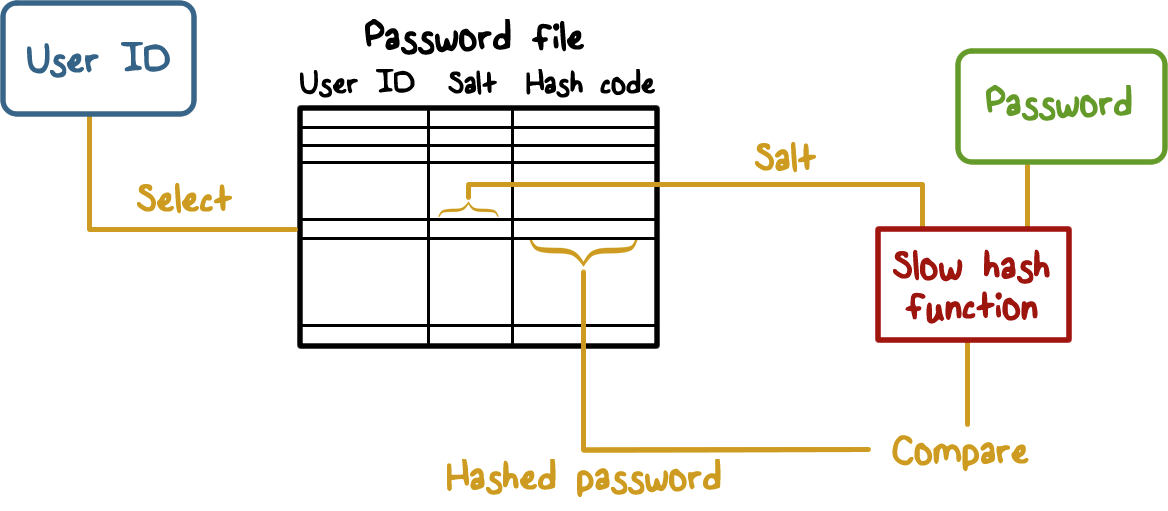 User ID
Password file
User ID Salt Hash code
Password
Salt
Select
Slow hash
function
Compare
Hashed password